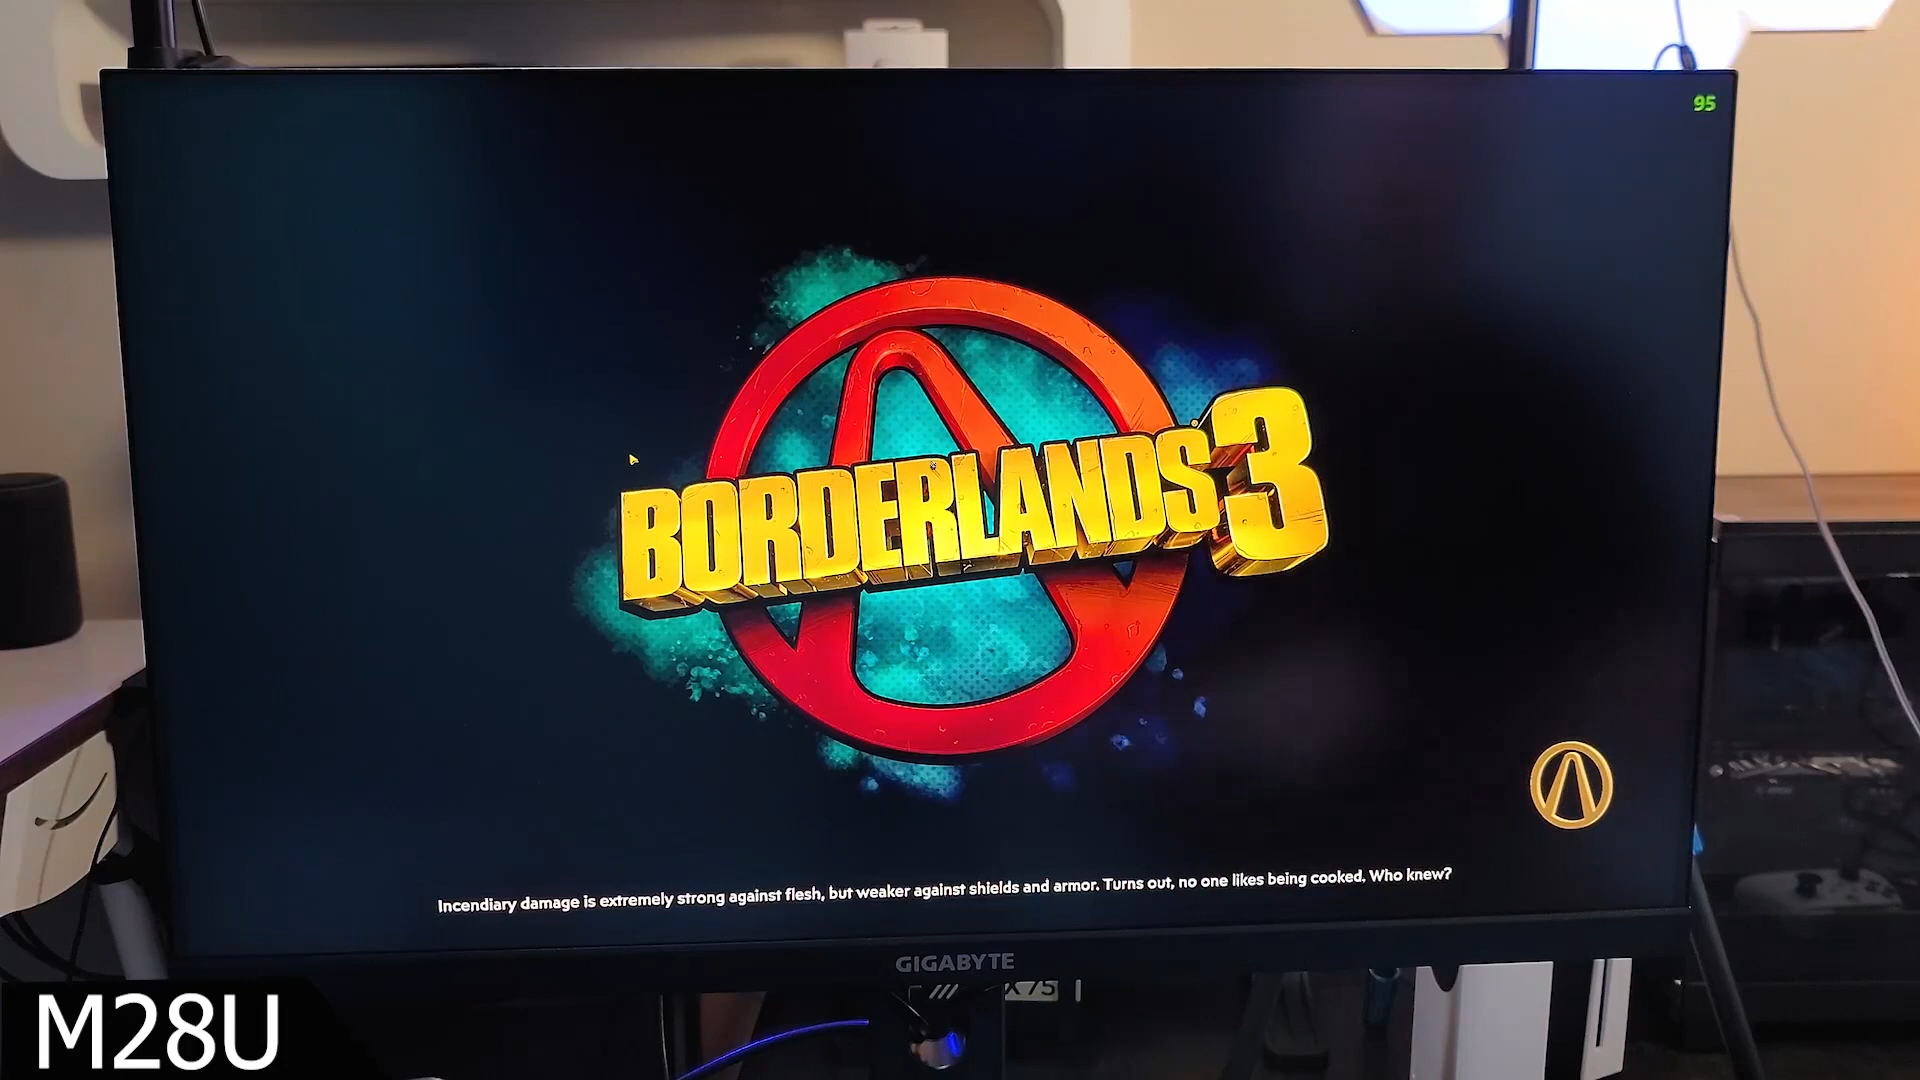 95
BORDERLANDS 3
Incendiary damage is extremely strong against flesh, but weaker against shields and armor. Turns out, no one likes being cooked. Who knew?
GIGABYTE
X 75
M28U